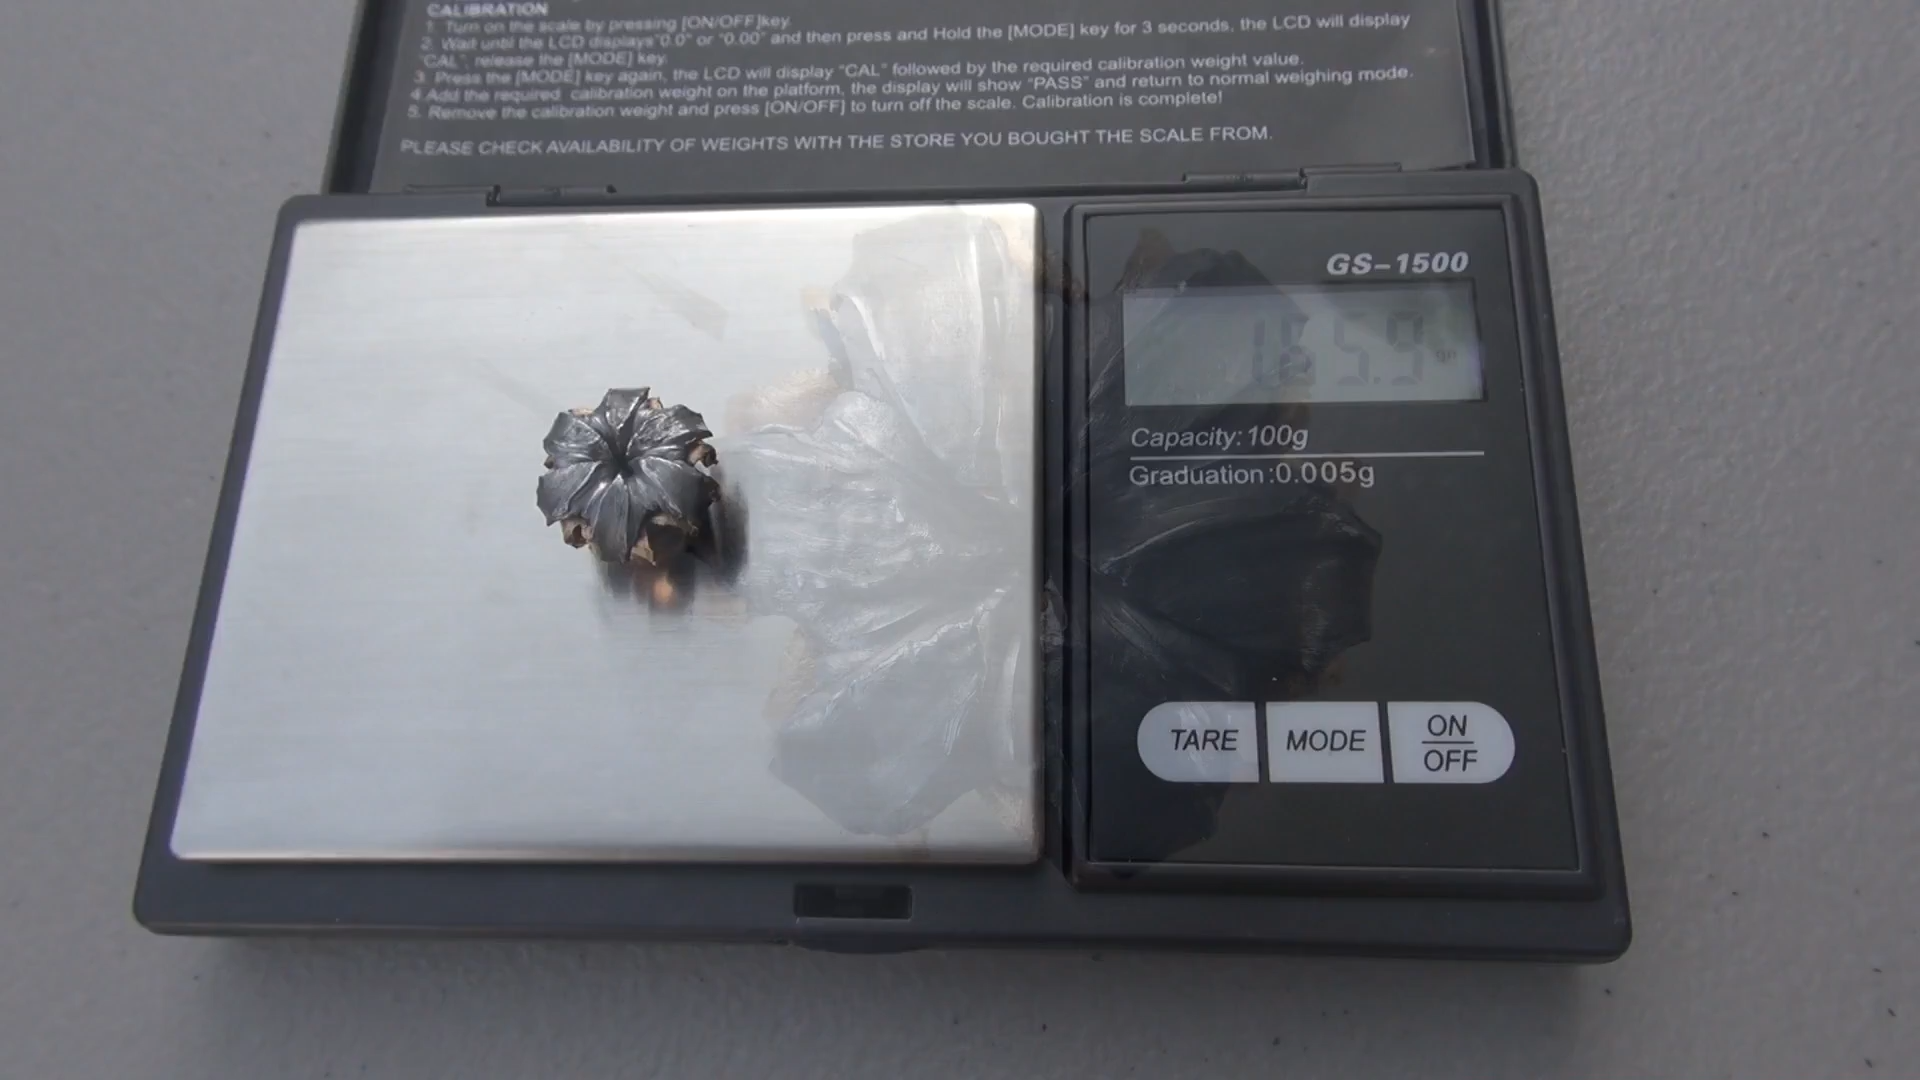 CALIBRATION
1. Turn on the scale by pressing [ON/OFF]key.
2. Wait until the LCD displays"0.0" or "0.00" and then press and Hold the [MODE] key for 3 seconds, the LCD will display
"CAL", release the [MODE] key.
3. Press the [MODE] key again, the LCD will display "CAL" followed by the required calibration weight value.
4 Add the required calibration weight on the platform, the display will show "PASS" and return to normal weighing mode.
5. Remove the calibration weight and press [ON/OFF] to turn off the scale. Calibration is complete!
PLEASE CHECK AVAILABILITY OF WEIGHTS WITH THE STORE YOU BOUGHT THE SCALE FROM.
GS-1500
165.9 gn
Capacity: 100g
Graduation:0.005g
TARE MODE ON
OFF